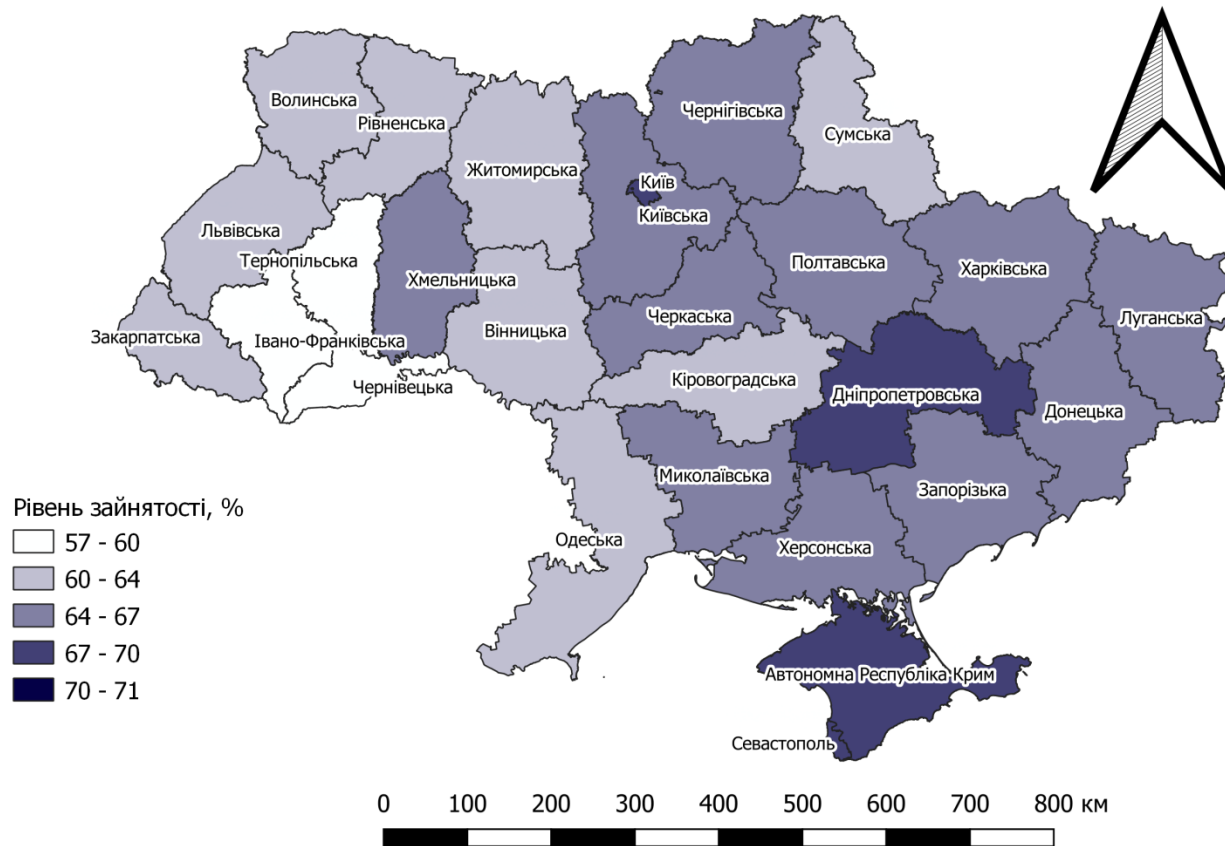 Волинська
Рівненська
Чернігівська
Сумська
Житомирська
Київ
Київська
Львівська
Тернопільська
Хмельницька
Полтавська
Харківська
Закарпатська
Івано-Франківська
Вінницька
Черкаська
Луганська
Чернівецька
Кіровоградська
Дніпропетровська
Донецька
Миколаївська
Запорізька
Одеська
Херсонська
Автономна Республіка Крим
Севастополь
Рівень зайнятості, %
57 - 60
60 - 64
64 - 67
67 - 70
70 - 71
0 100 200 300 400 500 600 700 800 км